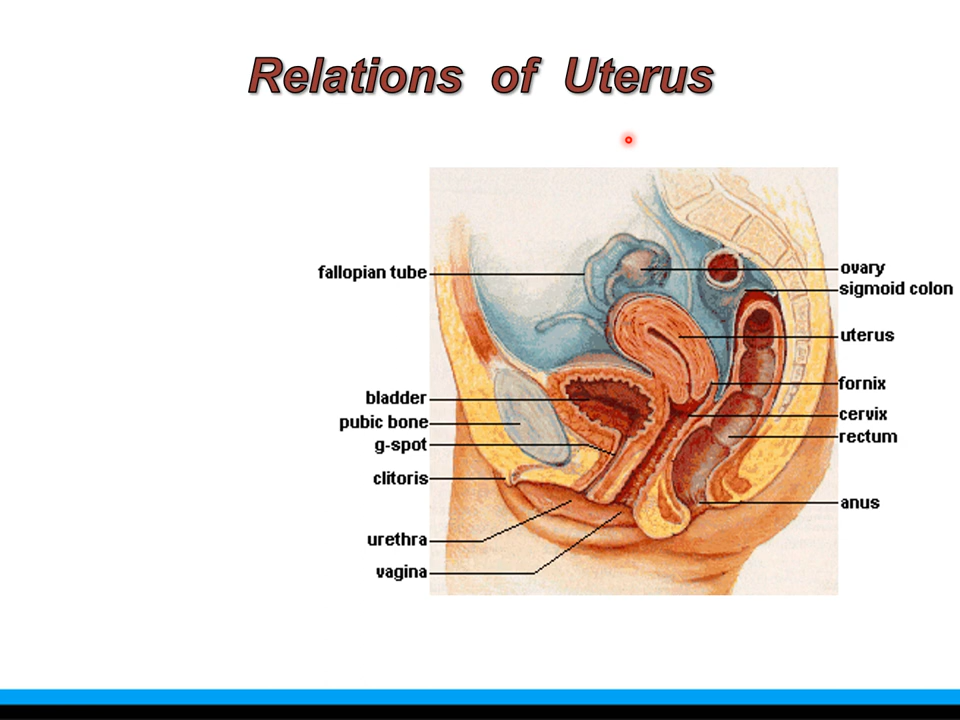 Relations of Uterus
fallopian tube
bladder
pubic bone
g-spot
clitoris
urethra
vagina
ovary
sigmoid colon
uterus
fornix
cervix
rectum
anus